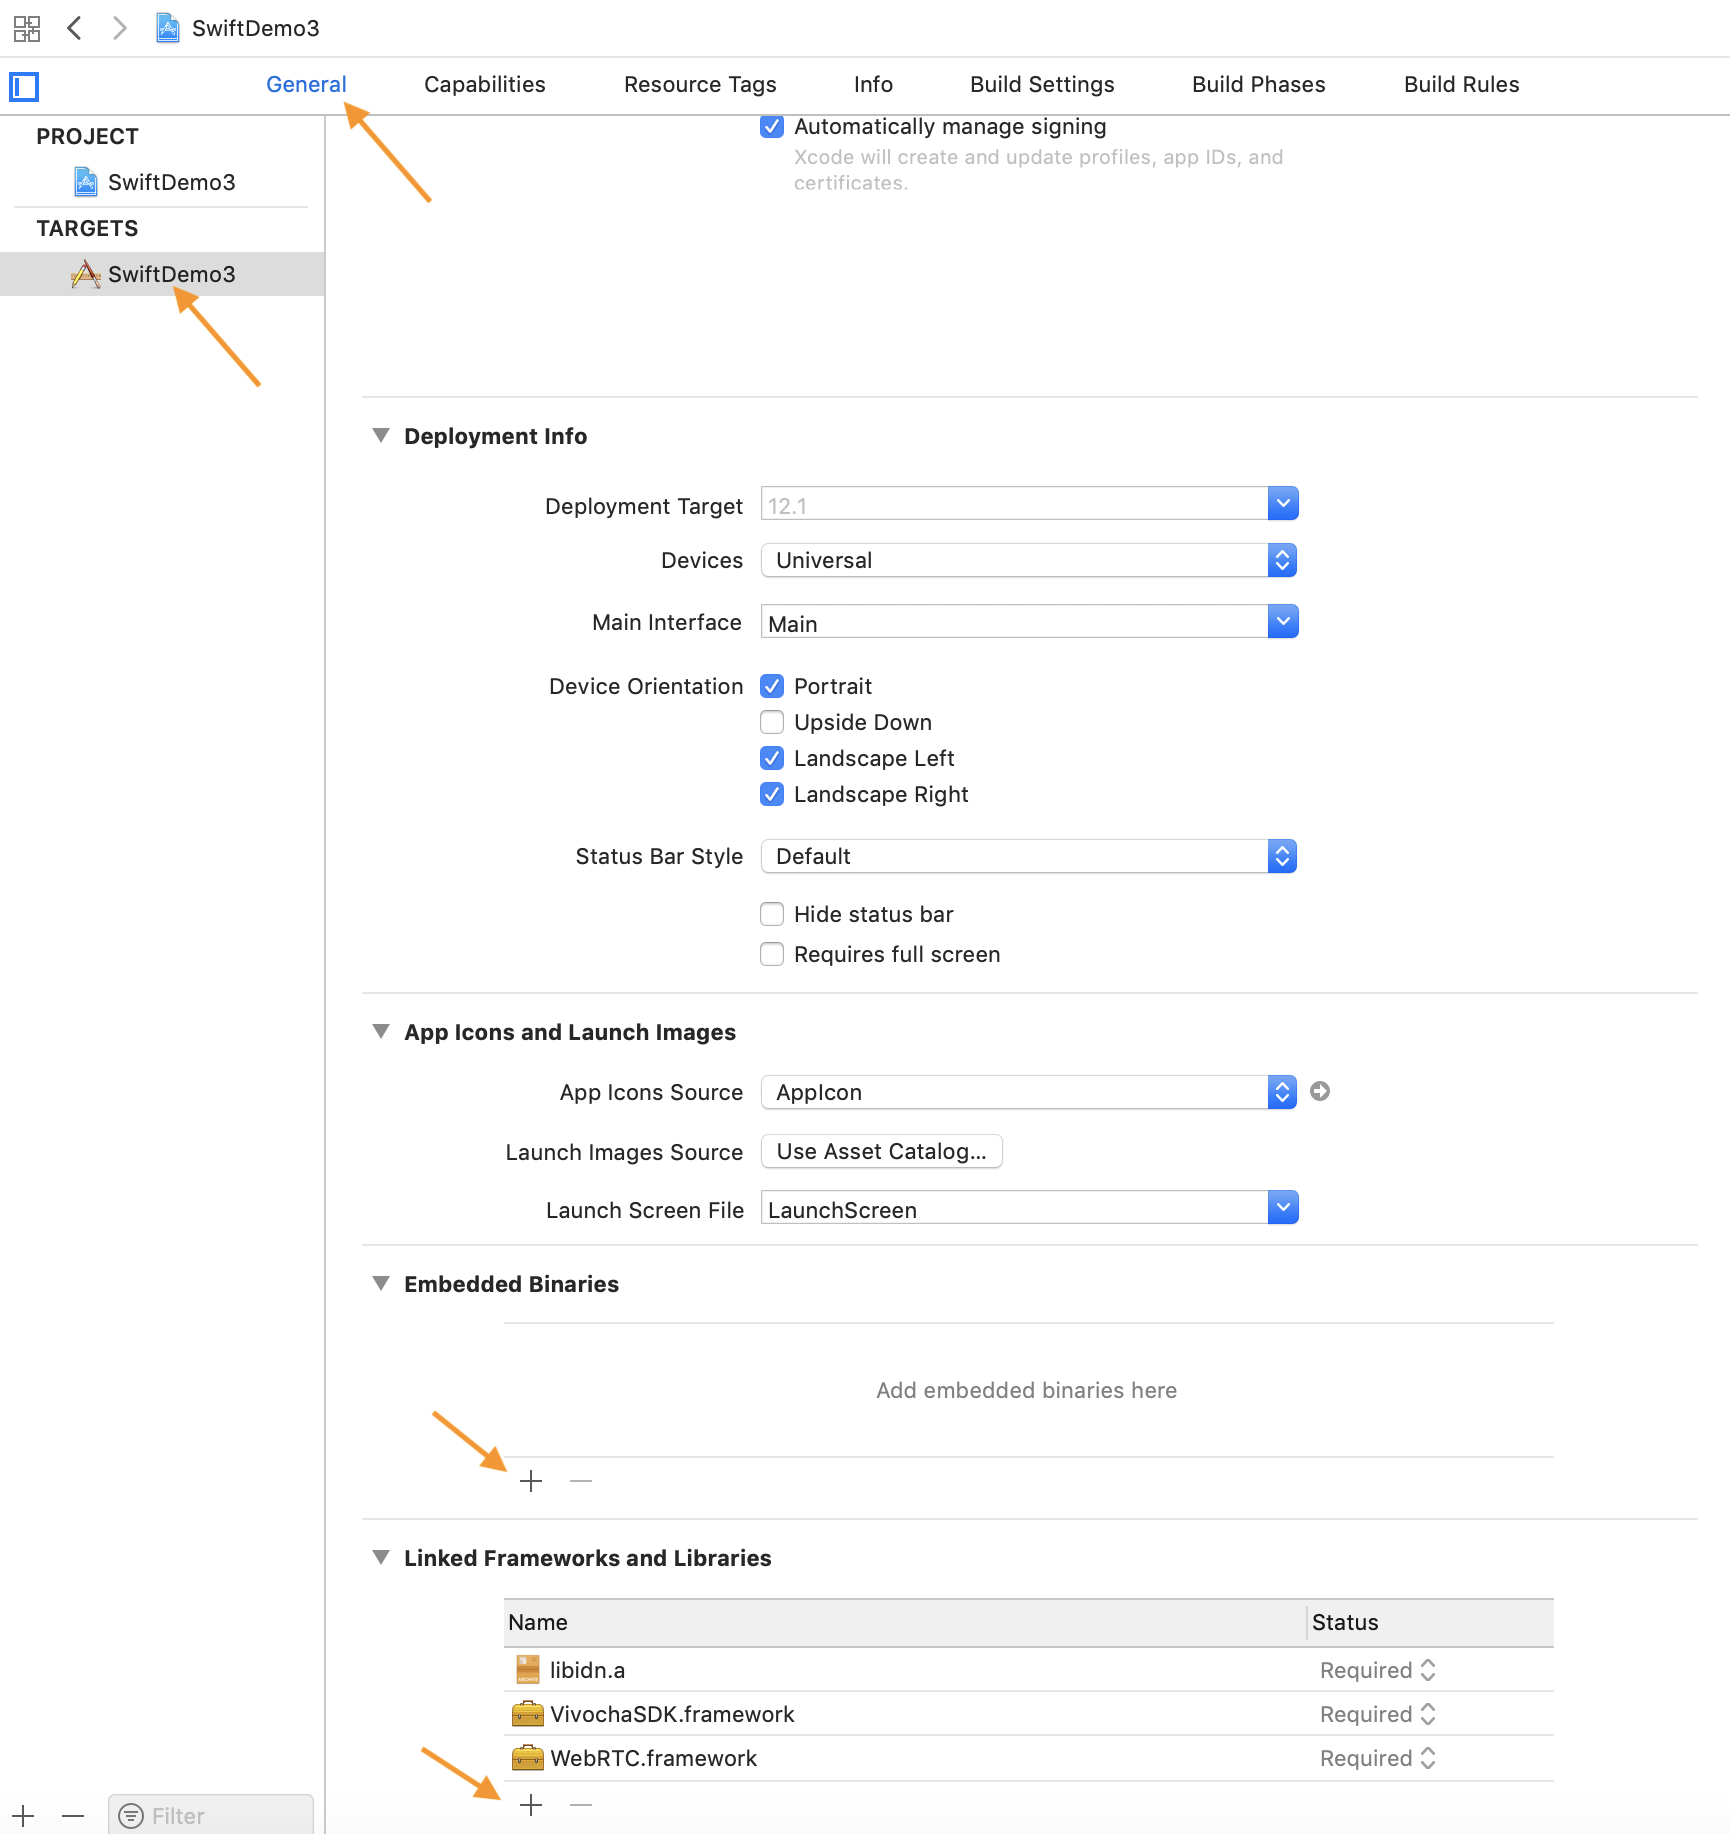 SwiftDemo3
General Capabilities Resource Tags Info Build Settings Build Phases Build Rules
PROJECT
SwiftDemo3
TARGETS
SwiftDemo3
Automatically manage signing
Xcode will create and update profiles, app IDs, and
certificates.
Deployment Info
Deployment Target 12.1
Devices Universal
Main Interface Main
Device Orientation Portrait
Upside Down
Landscape Left
Landscape Right
Status Bar Style Default
Hide status bar
Requires full screen
App Icons and Launch Images
App Icons Source AppIcon
Launch Images Source Use Asset Catalog...
Launch Screen File LaunchScreen
Embedded Binaries
Add embedded binaries here
Linked Frameworks and Libraries
Name Status
libidn.a Required
VivochaSDK.framework Required
WebRTC.framework Required
Filter